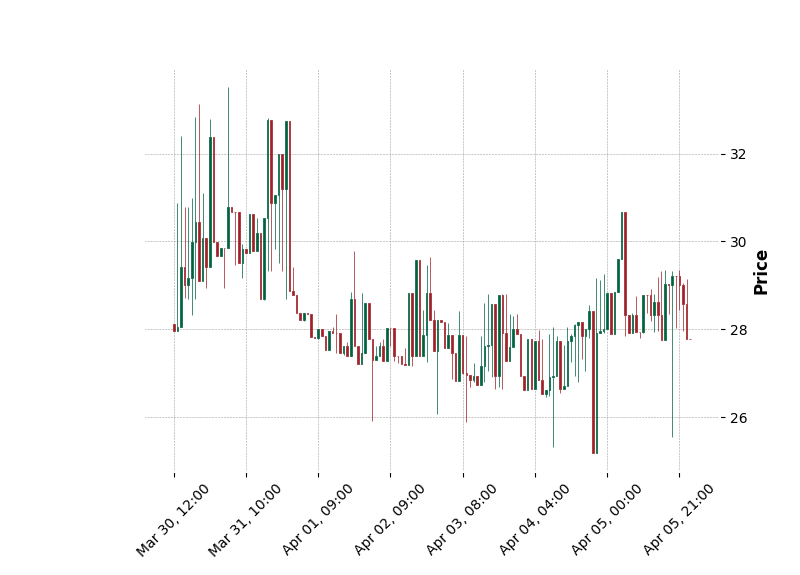 32
30
28
26
Price
Mar 30, 12:00
Mar 31, 10:00
Apr 01, 09:00
Apr 02, 09:00
Apr 03, 08:00
Apr 04, 04:00
Apr 05, 00:00
Apr 05, 21:00